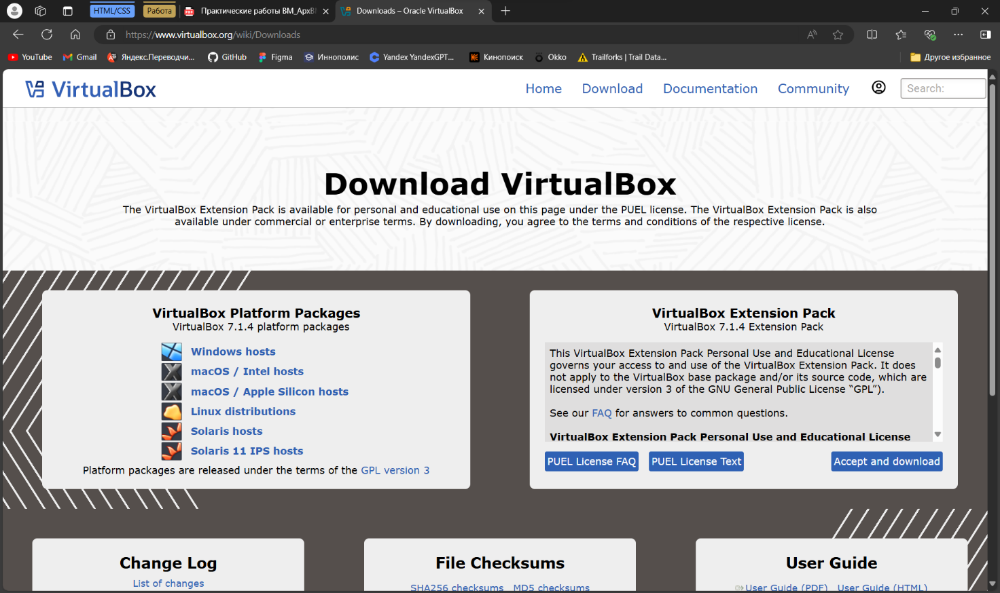 HTML/CSS
Работа
Практические работы ВМ_АрхВ
Downloads – Oracle VirtualBox
https://www.virtualbox.org/wiki/Downloads
YouTube
Gmail
Яндекс.Переводчи...
GitHub
Figma
Иннополис
Yandex YandexGPT...
Кинопоиск
Okko
Trailforks | Trail Data...
Другое избранное
VirtualBox
Home
Download
Documentation
Community
Search:
Download VirtualBox
The VirtualBox Extension Pack is available for personal and educational use on this page under the PUEL license. The VirtualBox Extension Pack is also
available under commercial or enterprise terms. By downloading, you agree to the terms and conditions of the respective license.
VirtualBox Platform Packages
VirtualBox 7.1.4 platform packages
Windows hosts
macOS / Intel hosts
macOS / Apple Silicon hosts
Linux distributions
Solaris hosts
Solaris 11 IPS hosts
Platform packages are released under the terms of the GPL version 3
VirtualBox Extension Pack
VirtualBox 7.1.4 Extension Pack
This VirtualBox Extension Pack Personal Use and Educational License
governs your access to and use of the VirtualBox Extension Pack. It does
not apply to the VirtualBox base package and/or its source code, which are
licensed under version 3 of the GNU General Public License “GPL”).
See our FAQ for answers to common questions.
VirtualBox Extension Pack Personal Use and Educational License
PUEL License FAQ
PUEL License Text
Accept and download
Change Log
List of changes
File Checksums
SHA256 checksums
MD5 checksums
User Guide
User Guide (PDF)
User Guide (HTML)